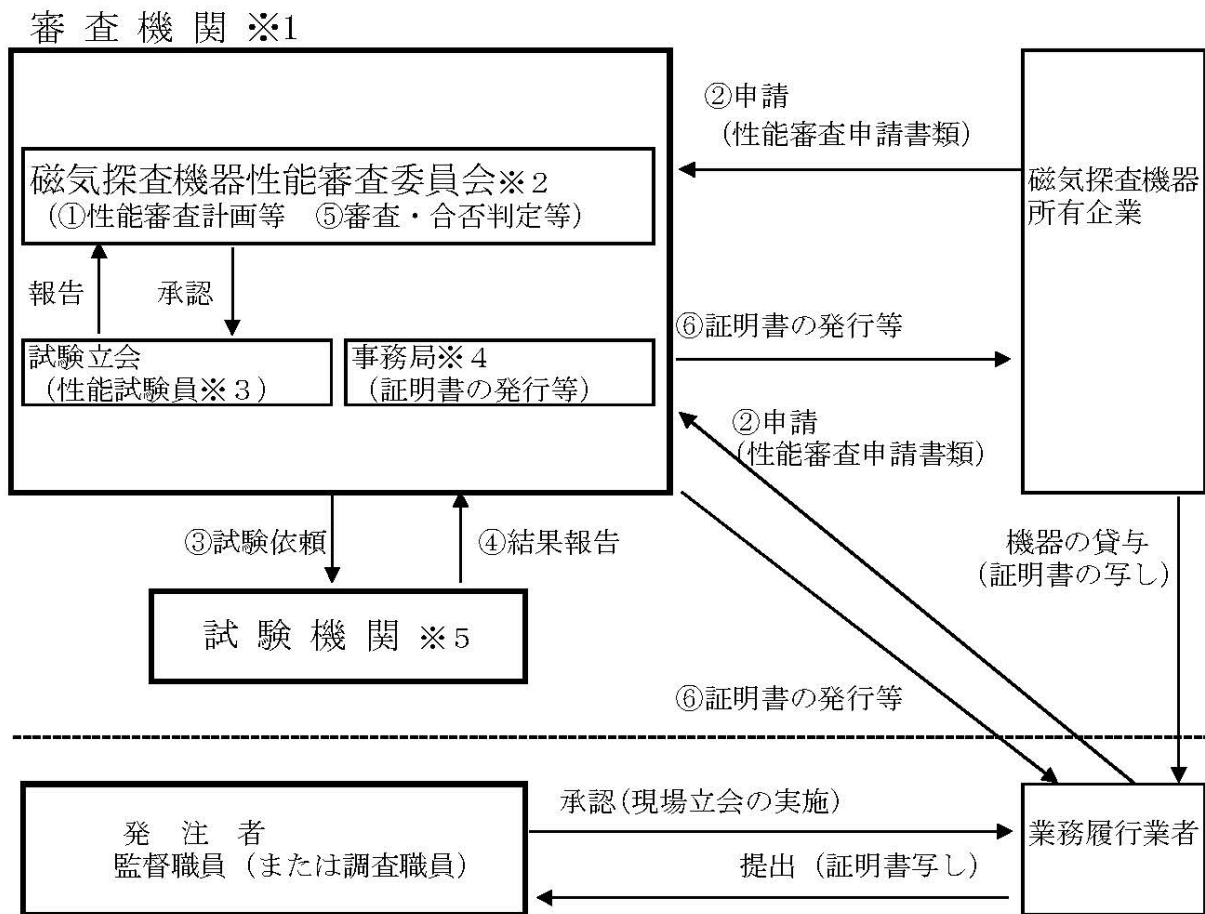 審 査 機 関 ※1
②申請
(性能審査申請書類)
磁気探査機器性能審査委員会※2
(①性能審査計画等 ⑤審査・合否判定等)
磁気探査機器
所有企業
報告
承認
⑥証明書の発行等
試験立会
(性能試験員※3)
事務局※4
(証明書の発行等)
②申請
(性能審査申請書類)
③試験依頼
④結果報告
機器の貸与
(証明書の写し)
試 験 機 関 ※5
⑥証明書の発行等
発 注 者
監督職員(または調査職員)
承認(現場立会の実施)
業務履行業者
提出(証明書写し)